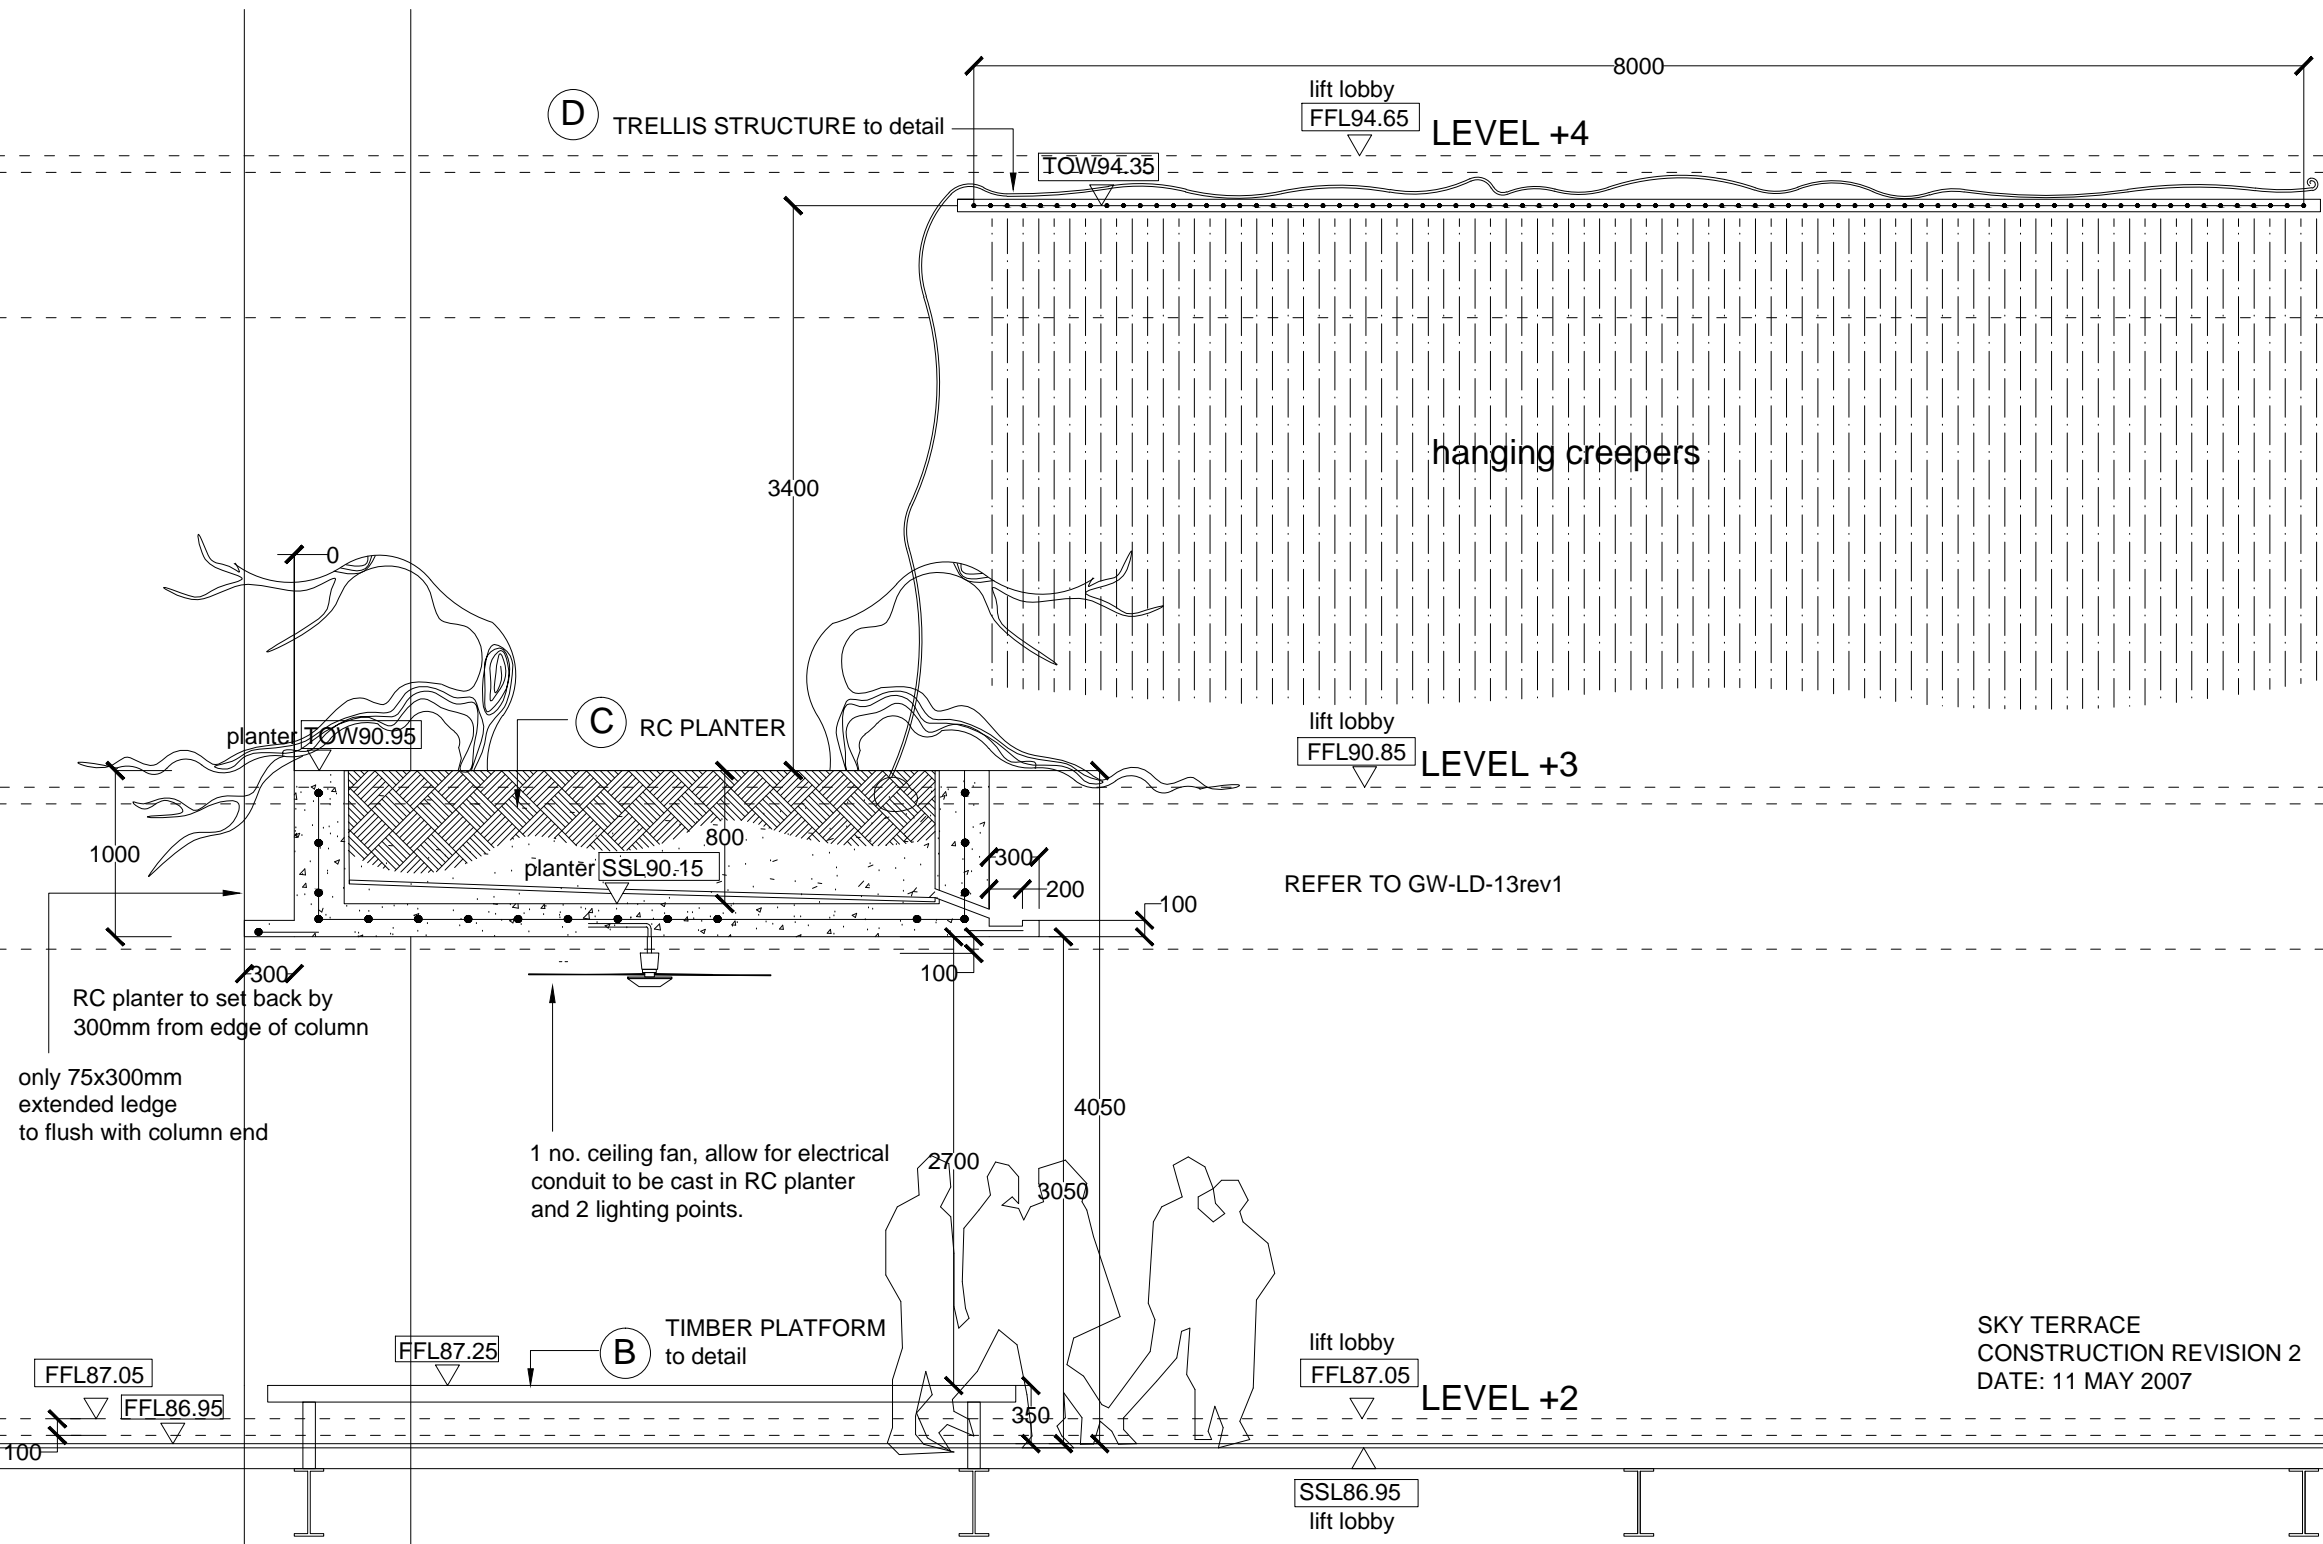 8000
lift lobby
FFL94.65
LEVEL +4
D
TRELLIS STRUCTURE to detail
TOW94.35
hanging creepers
3400
0
planter TOW90.95
C
RC PLANTER
lift lobby
FFL90.85
LEVEL +3
1000
800
planter SSL90.15
300
200
100
REFER TO GW-LD-13rev1
300
100
RC planter to set back by
300mm from edge of column
only 75x300mm
extended ledge
to flush with column end
4050
1 no. ceiling fan, allow for electrical
conduit to be cast in RC planter
and 2 lighting points.
2700
3050
FFL87.25
B
TIMBER PLATFORM
to detail
FFL87.05
FFL86.95
100
350
lift lobby
FFL87.05
LEVEL +2
SSL86.95
lift lobby
SKY TERRACE
CONSTRUCTION REVISION 2
DATE: 11 MAY 2007